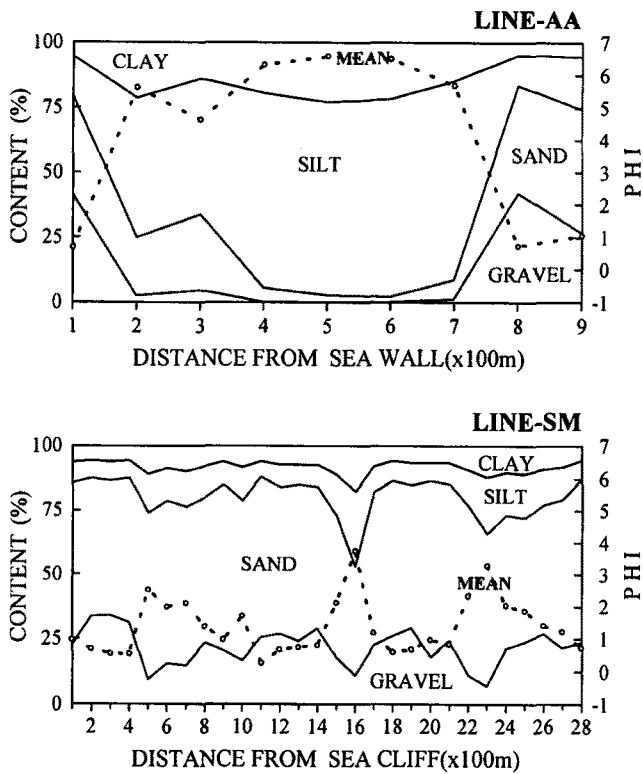 LINE-AA
100
75
50
25
0
CONTENT (%)
CLAY
MEAN
SILT
SAND
GRAVEL
7
6
5
4
3
2
1
0
-1
PHI
1 2 3 4 5 6 7 8 9
DISTANCE FROM SEA WALL(x100m)
LINE-SM
100
75
50
25
0
CONTENT (%)
CLAY
SILT
SAND
MEAN
GRAVEL
7
6
5
4
3
2
1
0
-1
PHI
2 4 6 8 10 12 14 16 18 20 22 24 26 28
DISTANCE FROM SEA CLIFF(x100m)